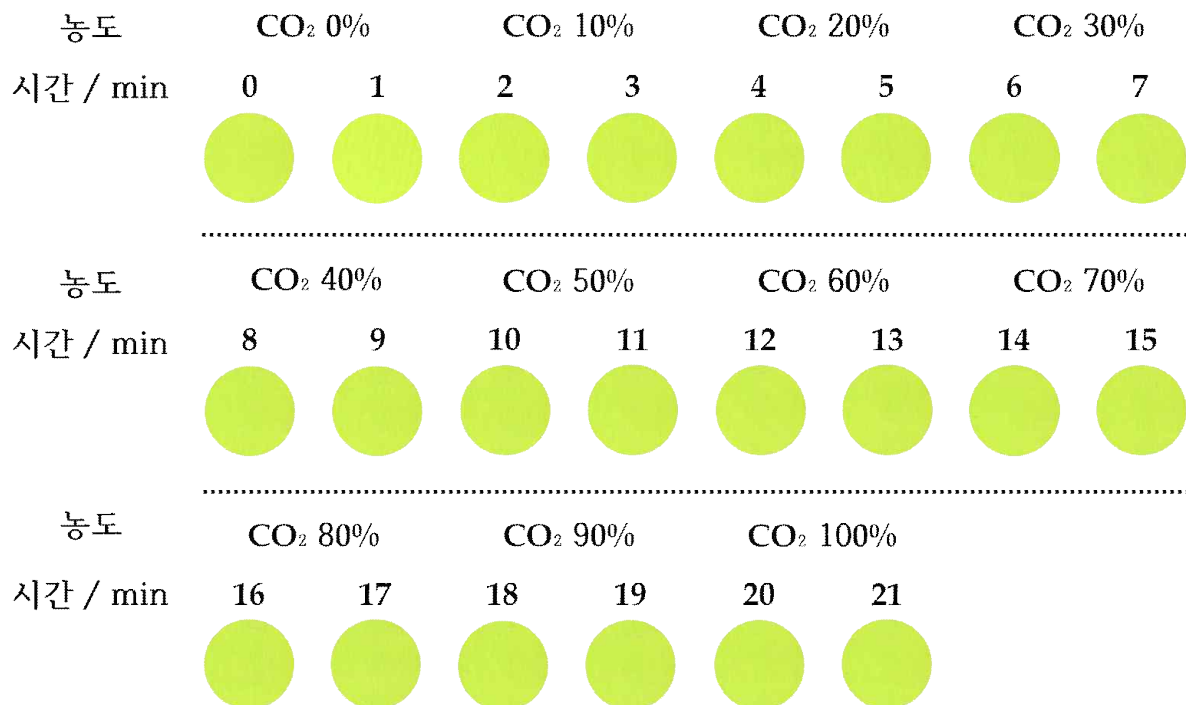 농도 CO₂ 0% CO₂ 10% CO₂ 20% CO₂ 30%
시간 / min 0 1 2 3 4 5 6 7
농도 CO₂ 40% CO₂ 50% CO₂ 60% CO₂ 70%
시간 / min 8 9 10 11 12 13 14 15
농도 CO₂ 80% CO₂ 90% CO₂ 100%
시간 / min 16 17 18 19 20 21